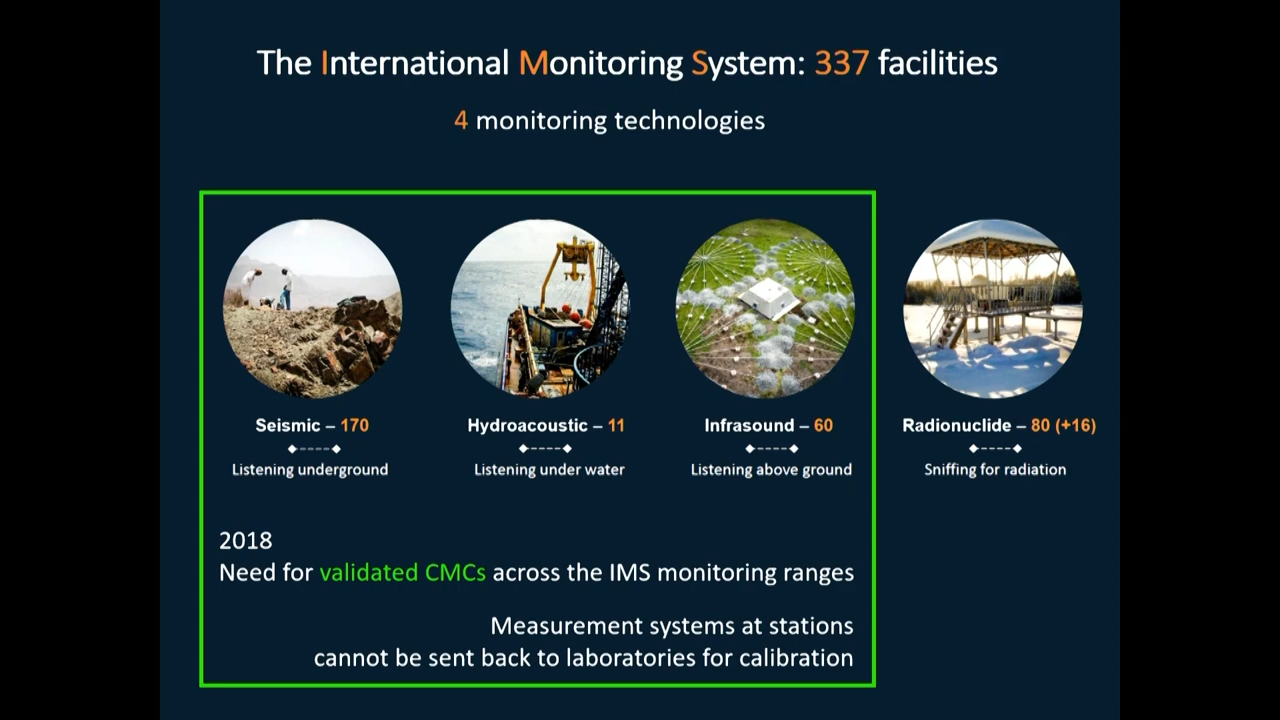 The International Monitoring System: 337 facilities
4 monitoring technologies
Seismic – 170
Listening underground
Hydroacoustic – 11
Listening under water
Infrasound – 60
Listening above ground
Radionuclide – 80 (+16)
Sniffing for radiation
2018
Need for validated CMCs across the IMS monitoring ranges
Measurement systems at stations
cannot be sent back to laboratories for calibration